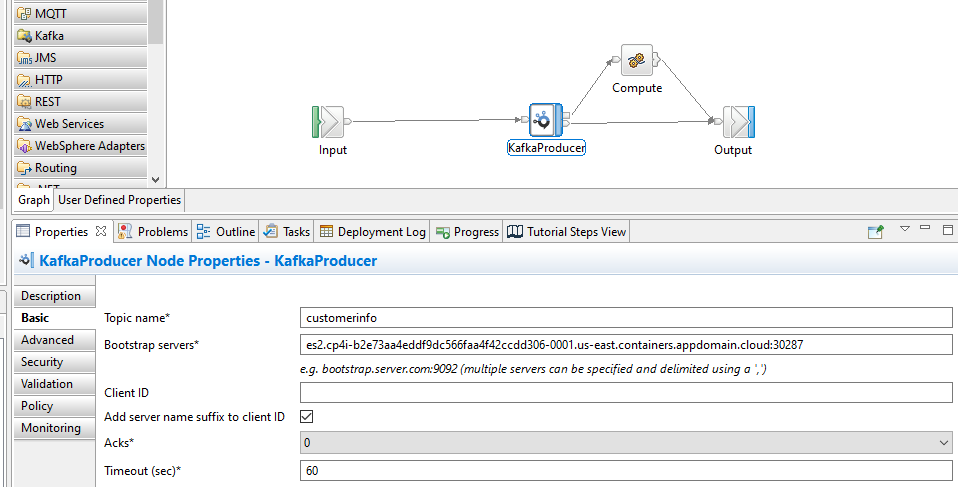 MQTT
Kafka
JMS
HTTP
REST
Web Services
WebSphere Adapters
Routing
Input
KafkaProducer
Compute
Output
Graph User Defined Properties
Properties Problems Outline Tasks Deployment Log Progress Tutorial Steps View
KafkaProducer Node Properties - KafkaProducer
Description
Basic
Advanced
Security
Validation
Policy
Monitoring
Topic name* customerinfo
Bootstrap servers* es2.cp4i-b2e73aa4eddf9dc566faa4f42ccdd306-0001.us-east.containers.appdomain.cloud:30287
e.g. bootstrap.server.com:9092 (multiple servers can be specified and delimited using a ',')
Client ID
Add server name suffix to client ID
Acks* 0
Timeout (sec)* 60